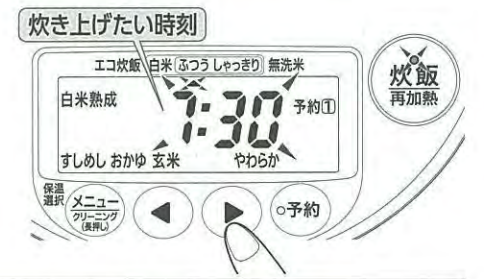 炊き上げたい時刻
エコ炊飯 白米 ふつう しゃっきり 無洗米
白米熟成
7:30
予約①
すしめし おかゆ 玄米 やわらか
炊飯
再加熱
保温
選択
メニュー
クリーニング
(長押し)
◀
▶
○予約